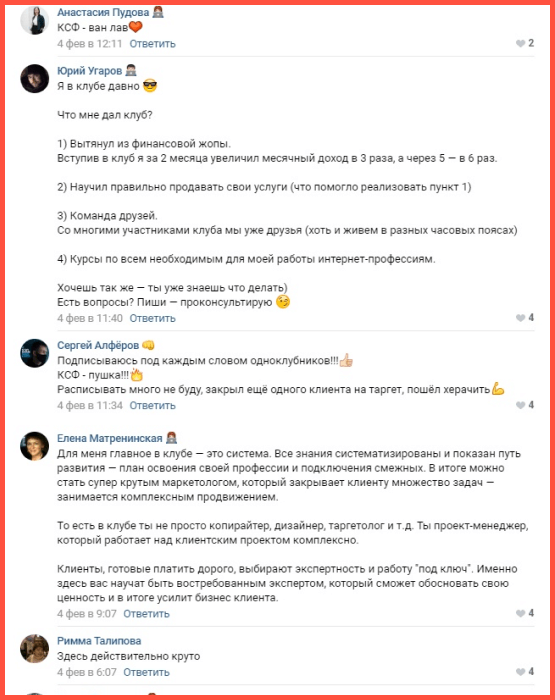 Анастасия Пудова
КСФ - ван лав
4 фев в 12:11 Ответить
2
Юрий Угаров
Я в клубе давно
Что мне дал клуб?
1) Вытянул из финансовой жопы.
Вступив в клуб я за 2 месяца увеличил месячный доход в 3 раза, а через 5 — в 6 раз.
2) Научил правильно продавать свои услуги (что помогло реализовать пункт 1)
3) Команда друзей.
Со многими участниками клуба мы уже друзья (хоть и живем в разных часовых поясах)
4) Курсы по всем необходимым для моей работы интернет-профессиям.
Хочешь так же — ты уже знаешь что делать)
Есть вопросы? Пиши — проконсультирую
4 фев в 11:40 Ответить
4
Сергей Алфёров
Подписываюсь под каждым словом одноклубников!!!
КСФ - пушка!!!
Расписывать много не буду, закрыл ещё одного клиента на таргет, пошёл херачить
4 фев в 11:34 Ответить
4
Елена Матренинская
Для меня главное в клубе — это система. Все знания систематизированы и показан путь
развития — план освоения своей профессии и подключения смежных. В итоге можно
стать супер крутым маркетологом, который закрывает клиенту множество задач —
занимается комплексным продвижением.
То есть в клубе ты не просто копирайтер, дизайнер, таргетолог и т.д. Ты проект-менеджер,
который работает над клиентским проектом комплексно.
Клиенты, готовые платить дорого, выбирают экспертность и работу "под ключ". Именно
здесь вас научат быть востребованным экспертом, который сможет обосновать свою
ценность и в итоге усилит бизнес клиента.
4 фев в 9:07 Ответить
4
Римма Талипова
Здесь действительно круто
4 фев в 6:07 Ответить
4